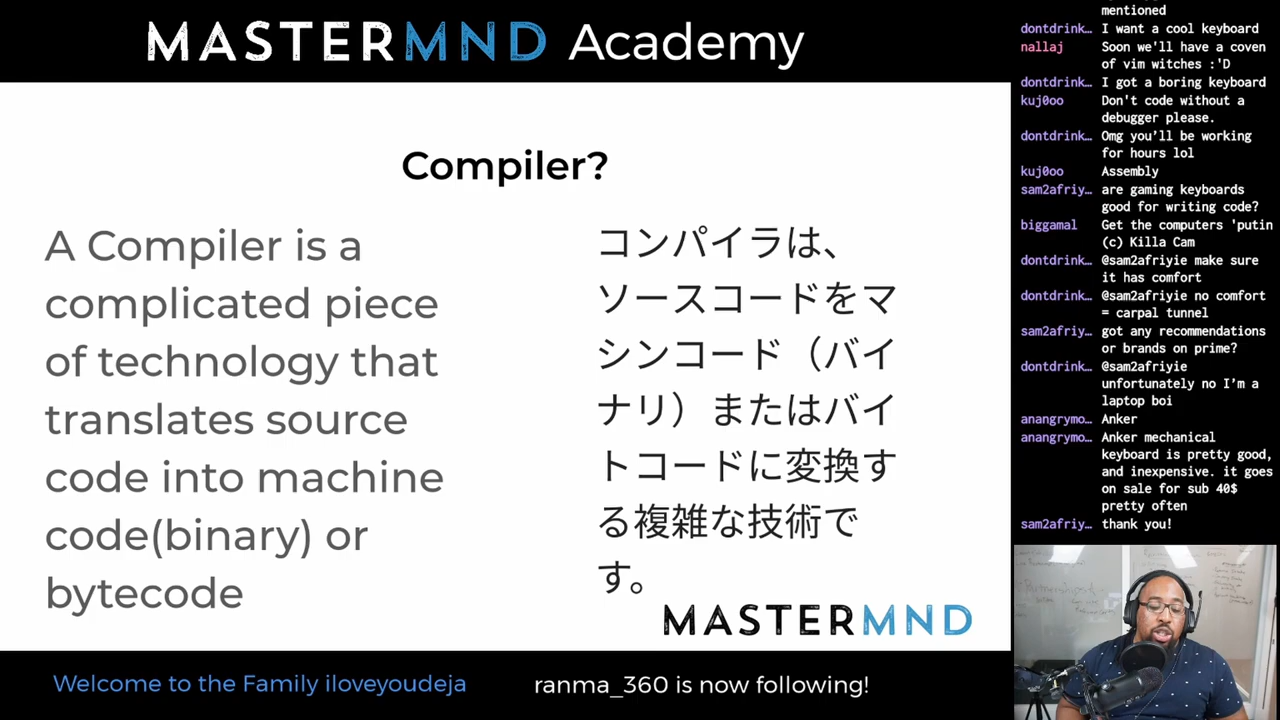 MASTERMND Academy
Compiler?
A Compiler is a
complicated piece
of technology that
translates source
code into machine
code(binary) or
bytecode
コンパイラは、
ソースコードをマ
シンコード（バイ
ナリ）またはバイ
トコードに変換す
る複雑な技術で
す。
MASTERMND
Welcome to the Family iloveyoudeja
ranma_360 is now following!
mentioned
dontdrink… I want a cool keyboard
nallaj Soon we'll have a coven
of vim witches :'D
dontdrink… I got a boring keyboard
kuj0oo Don't code without a
debugger please.
dontdrink… Omg you’ll be working
for hours lol
kuj0oo Assembly
sam2afriy… are gaming keyboards
good for writing code?
biggamal Get the computers 'putin
(c) Killa Cam
dontdrink… @sam2afriyie make sure
it has comfort
dontdrink… @sam2afriyie no comfort
= carpal tunnel
sam2afriy… got any recommendations
or brands on prime?
dontdrink… @sam2afriyie
unfortunately no I’m a
laptop boi
anangrymo… Anker
anangrymo… Anker mechanical
keyboard is pretty good,
and inexpensive. it goes
on sale for sub 40$
pretty often
sam2afriy… thank you!